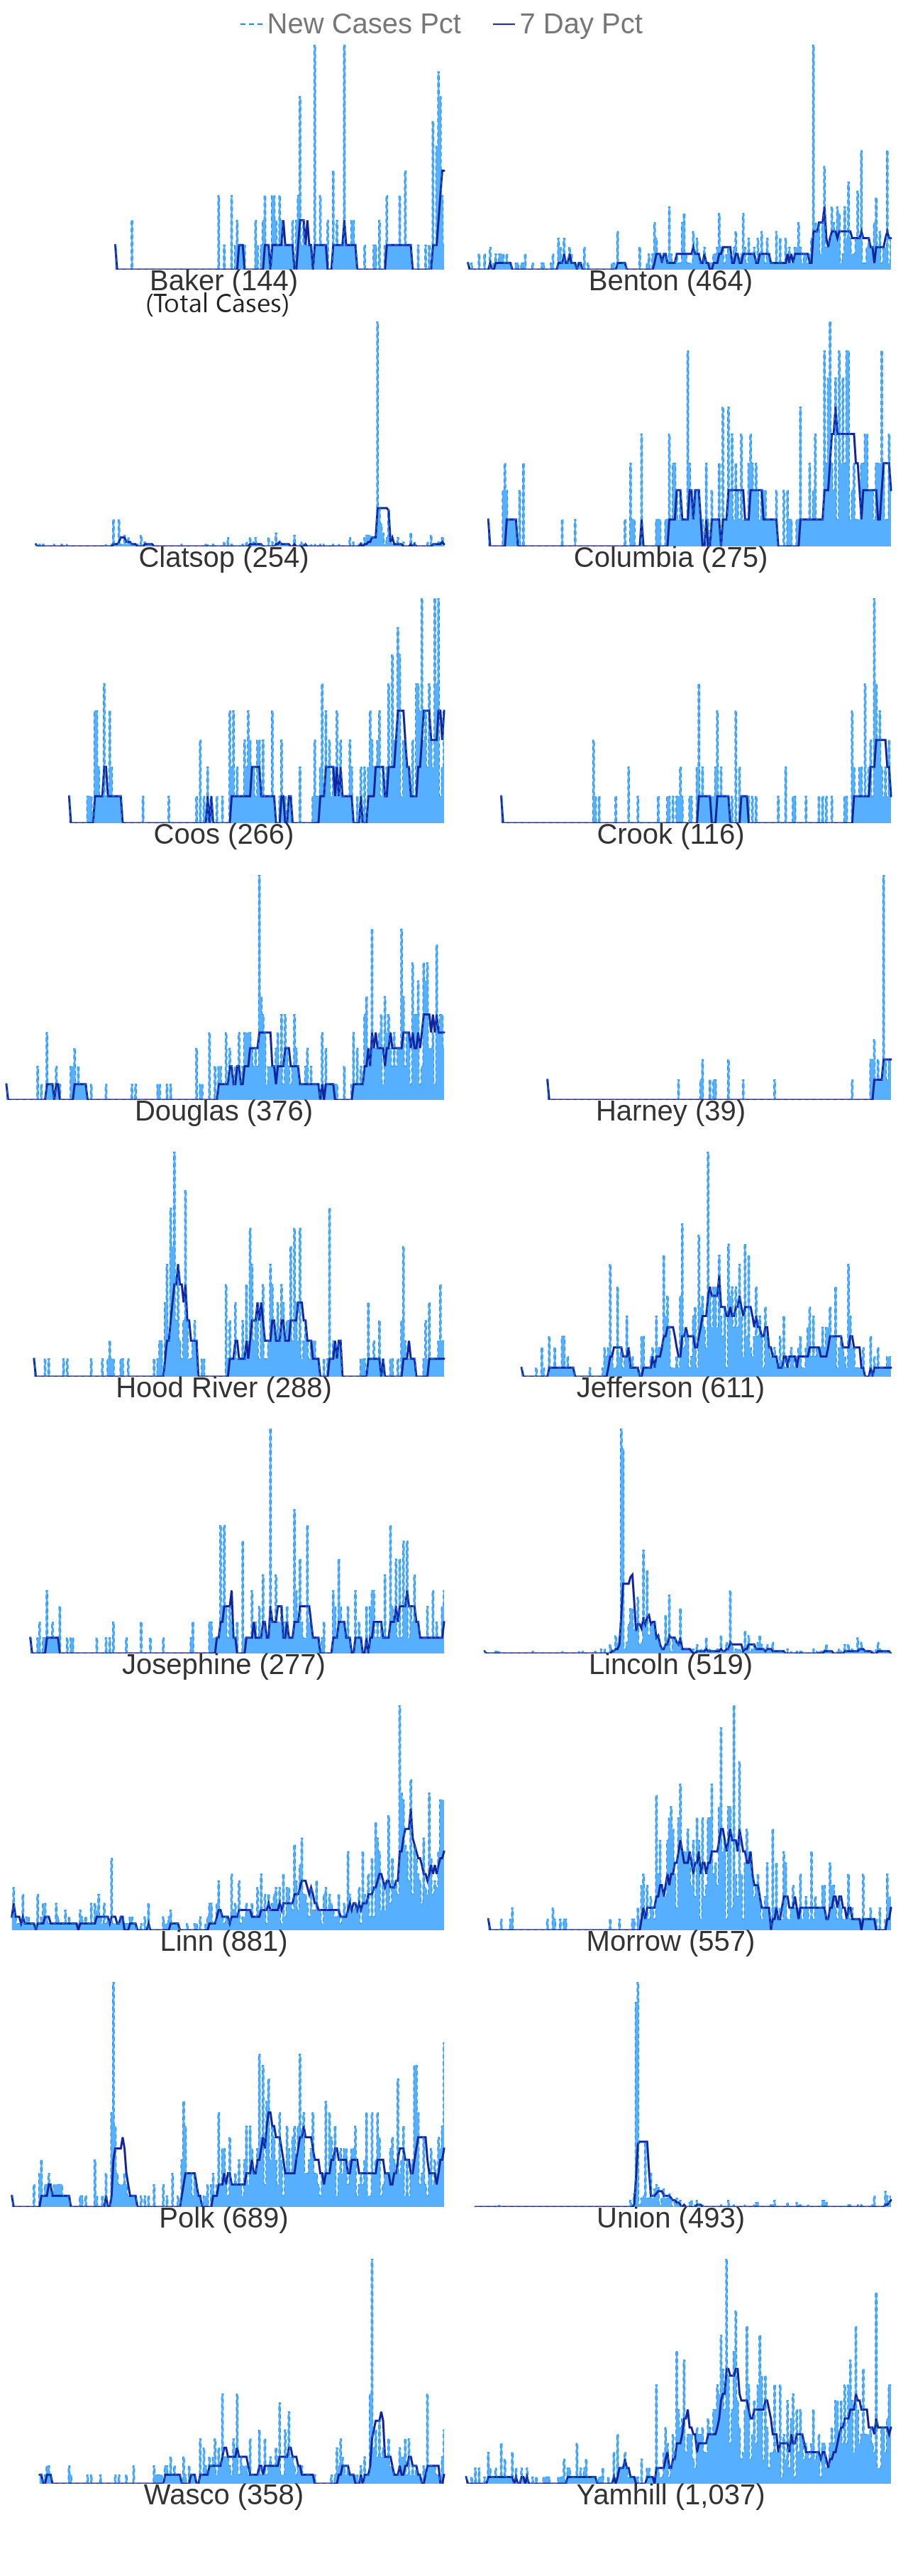 New Cases Pct 7 Day Pct
Baker (144) Benton (464)
(Total Cases)
Clatsop (254) Columbia (275)
Coos (266) Crook (116)
Douglas (376) Harney (39)
Hood River (288) Jefferson (611)
Josephine (277) Lincoln (519)
Linn (881) Morrow (557)
Polk (689) Union (493)
Wasco (358) Yamhill (1,037)